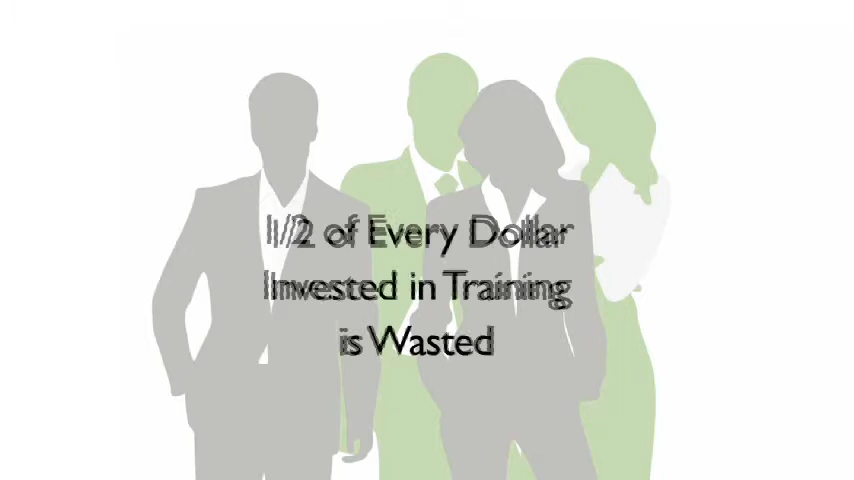 1/2 of Every Dollar
Invested in Training
is Wasted